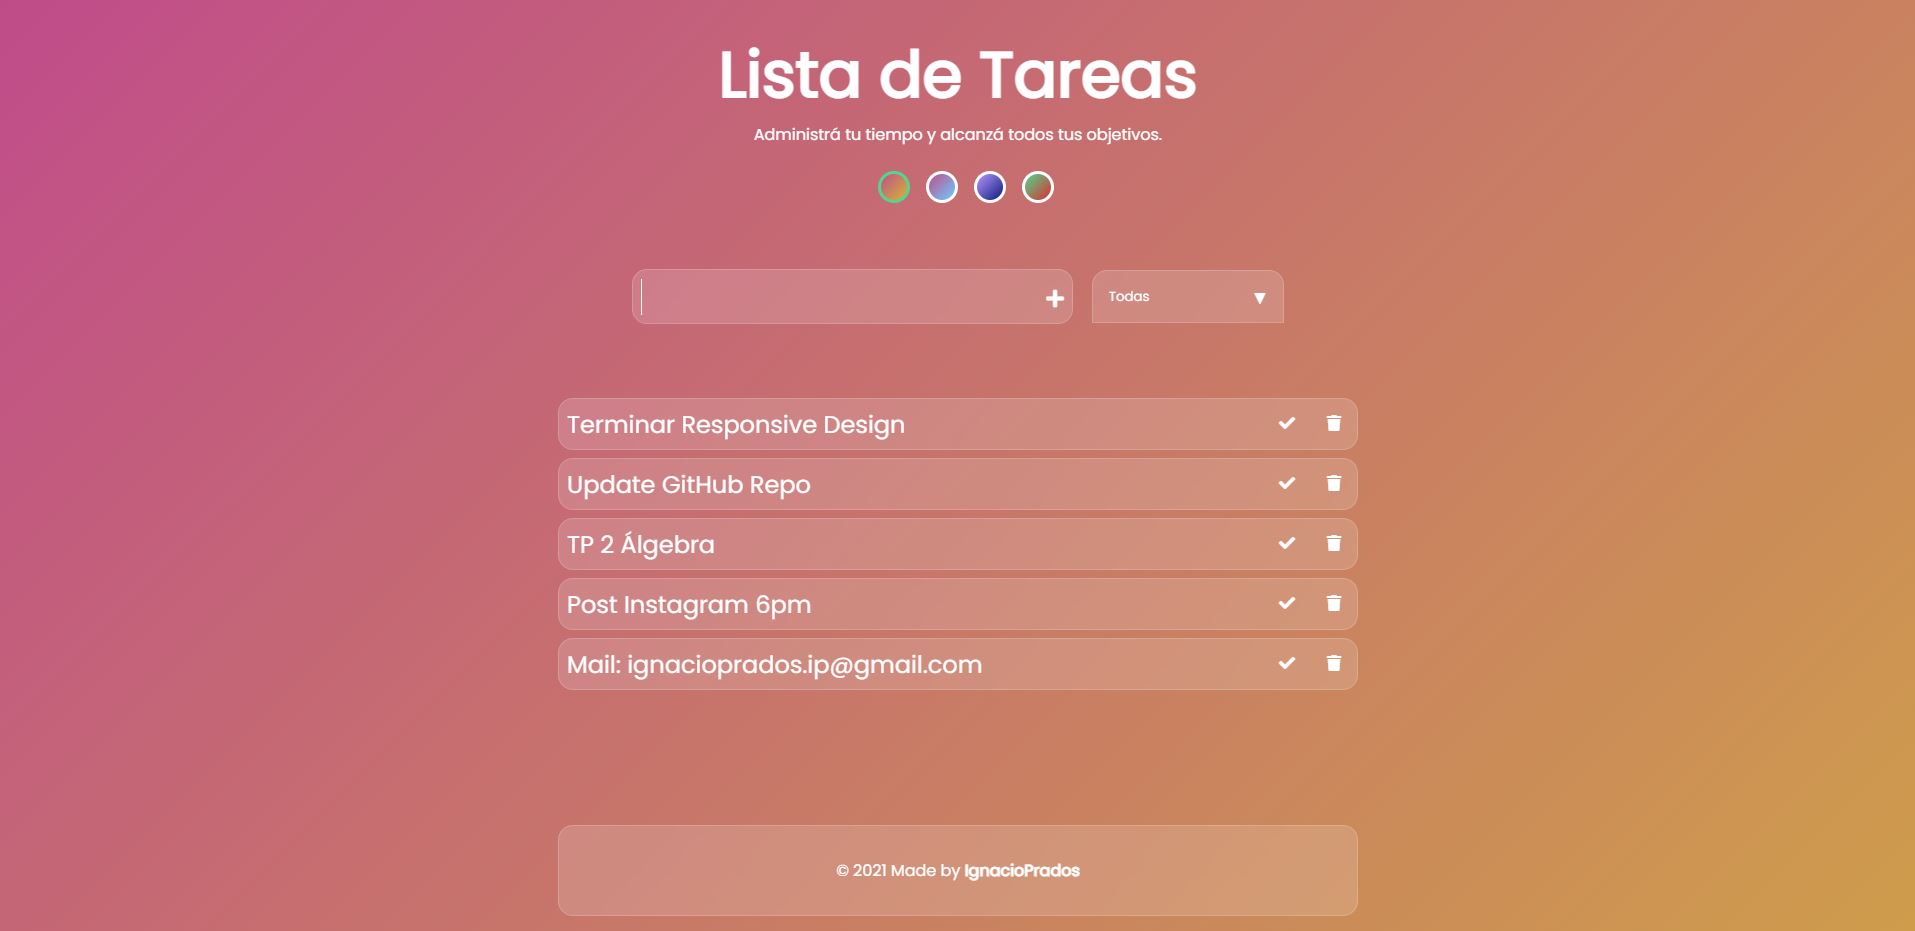 Lista de Tareas
Administrá tu tiempo y alcanzá todos tus objetivos.
Todas
Terminar Responsive Design
Update GitHub Repo
TP 2 Álgebra
Post Instagram 6pm
Mail: ignacioprados.ip@gmail.com
© 2021 Made by IgnacioPrados